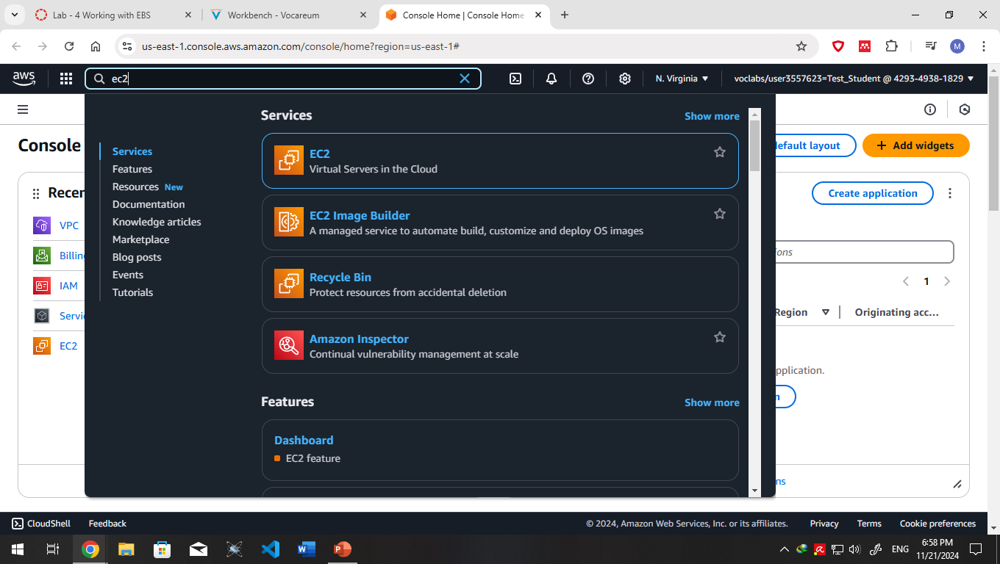 Lab - 4 Working with EBS
Workbench - Vocareum
Console Home | Console Home
us-east-1.console.aws.amazon.com/console/home?region=us-east-1#
M
aws
ec2
N. Virginia
voclabs/user3557623=Test_Student @ 4293-4938-1829
Console
default layout
Add widgets
Recen
VPC
Billing
IAM
Servic
EC2
Services
Features
Resources New
Documentation
Knowledge articles
Marketplace
Blog posts
Events
Tutorials
Services
Show more
EC2
Virtual Servers in the Cloud
EC2 Image Builder
A managed service to automate build, customize and deploy OS images
Recycle Bin
Protect resources from accidental deletion
Amazon Inspector
Continual vulnerability management at scale
Features
Show more
Dashboard
EC2 feature
Create application
ions
1
Region
Originating acc...
pplication.
n
ns
CloudShell
Feedback
© 2024, Amazon Web Services, Inc. or its affiliates.
Privacy
Terms
Cookie preferences
ENG
6:58 PM
11/21/2024